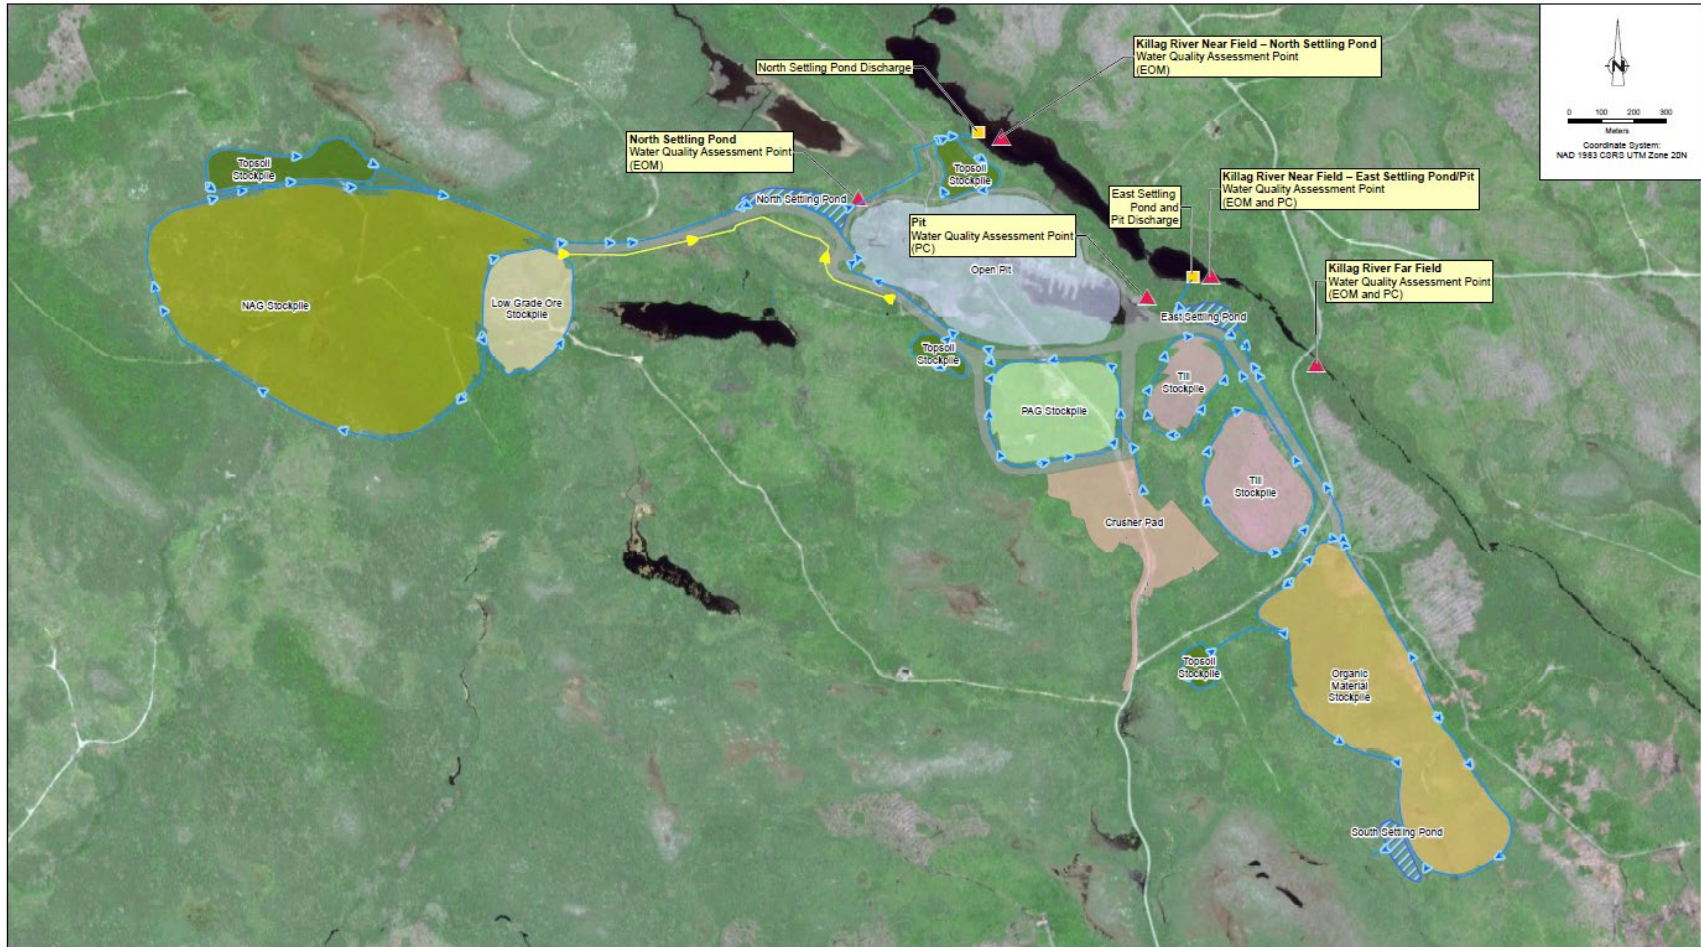 Killag River Near Field – North Settling Pond
Water Quality Assessment Point
(EOM)
North Settling Pond Discharge
N
0 100 200 300
Meters
Coordinate System:
NAD 1983 CSRS UTM Zone 20N
North Settling Pond
Water Quality Assessment Point
(EOM)
Topsoil
Stockpile
Topsoil
Stockpile
Killag River Near Field – East Settling Pond/Pit
Water Quality Assessment Point
(EOM and PC)
East Settling
Pond and
Pit Discharge
North Settling Pond
Pit
Water Quality Assessment Point
(PC)
Open Pit
Killag River Far Field
Water Quality Assessment Point
(EOM and PC)
NAG Stockpile
Low Grade Ore
Stockpile
East Settling Pond
Topsoil
Stockpile
Till
Stockpile
PAG Stockpile
Till
Stockpile
Crusher Pad
Topsoil
Stockpile
Organic
Material
Stockpile
South Settling Pond